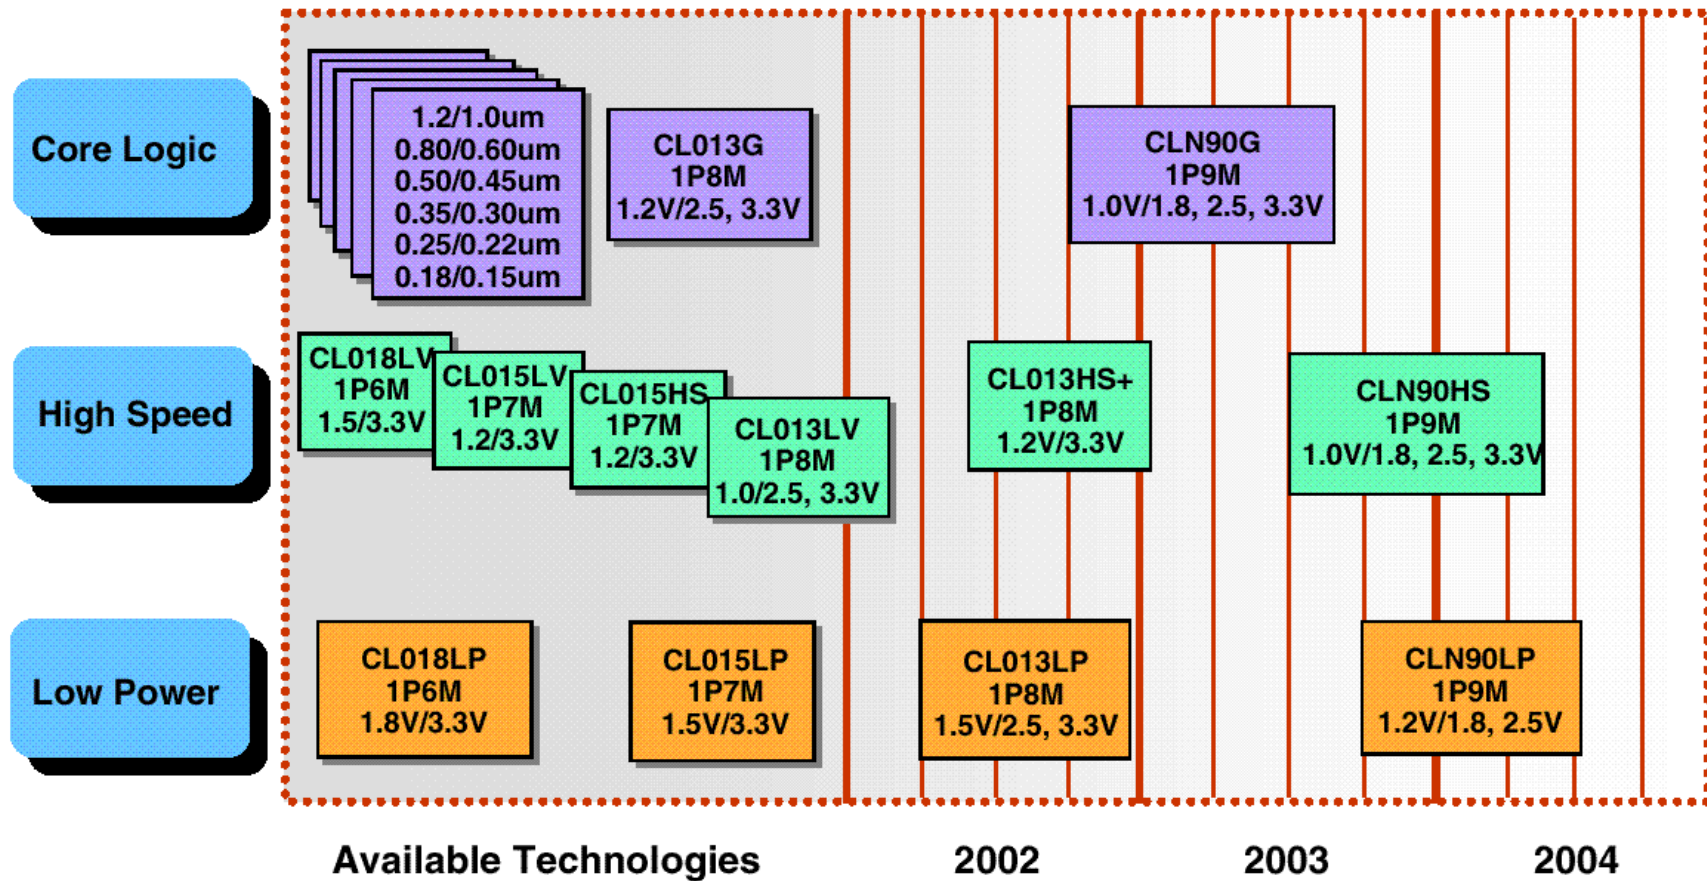 Core Logic
1.2/1.0um
0.80/0.60um
0.50/0.45um
0.35/0.30um
0.25/0.22um
0.18/0.15um
CL013G
1P8M
1.2V/2.5, 3.3V
CLN90G
1P9M
1.0V/1.8, 2.5, 3.3V
High Speed
CL018LV
1P6M
1.5/3.3V
CL015LV
1P7M
1.2/3.3V
CL015HS
1P7M
1.2/3.3V
CL013LV
1P8M
1.0/2.5, 3.3V
CL013HS+
1P8M
1.2V/3.3V
CLN90HS
1P9M
1.0V/1.8, 2.5, 3.3V
Low Power
CL018LP
1P6M
1.8V/3.3V
CL015LP
1P7M
1.5V/3.3V
CL013LP
1P8M
1.5V/2.5, 3.3V
CLN90LP
1P9M
1.2V/1.8, 2.5V
Available Technologies
2002
2003
2004